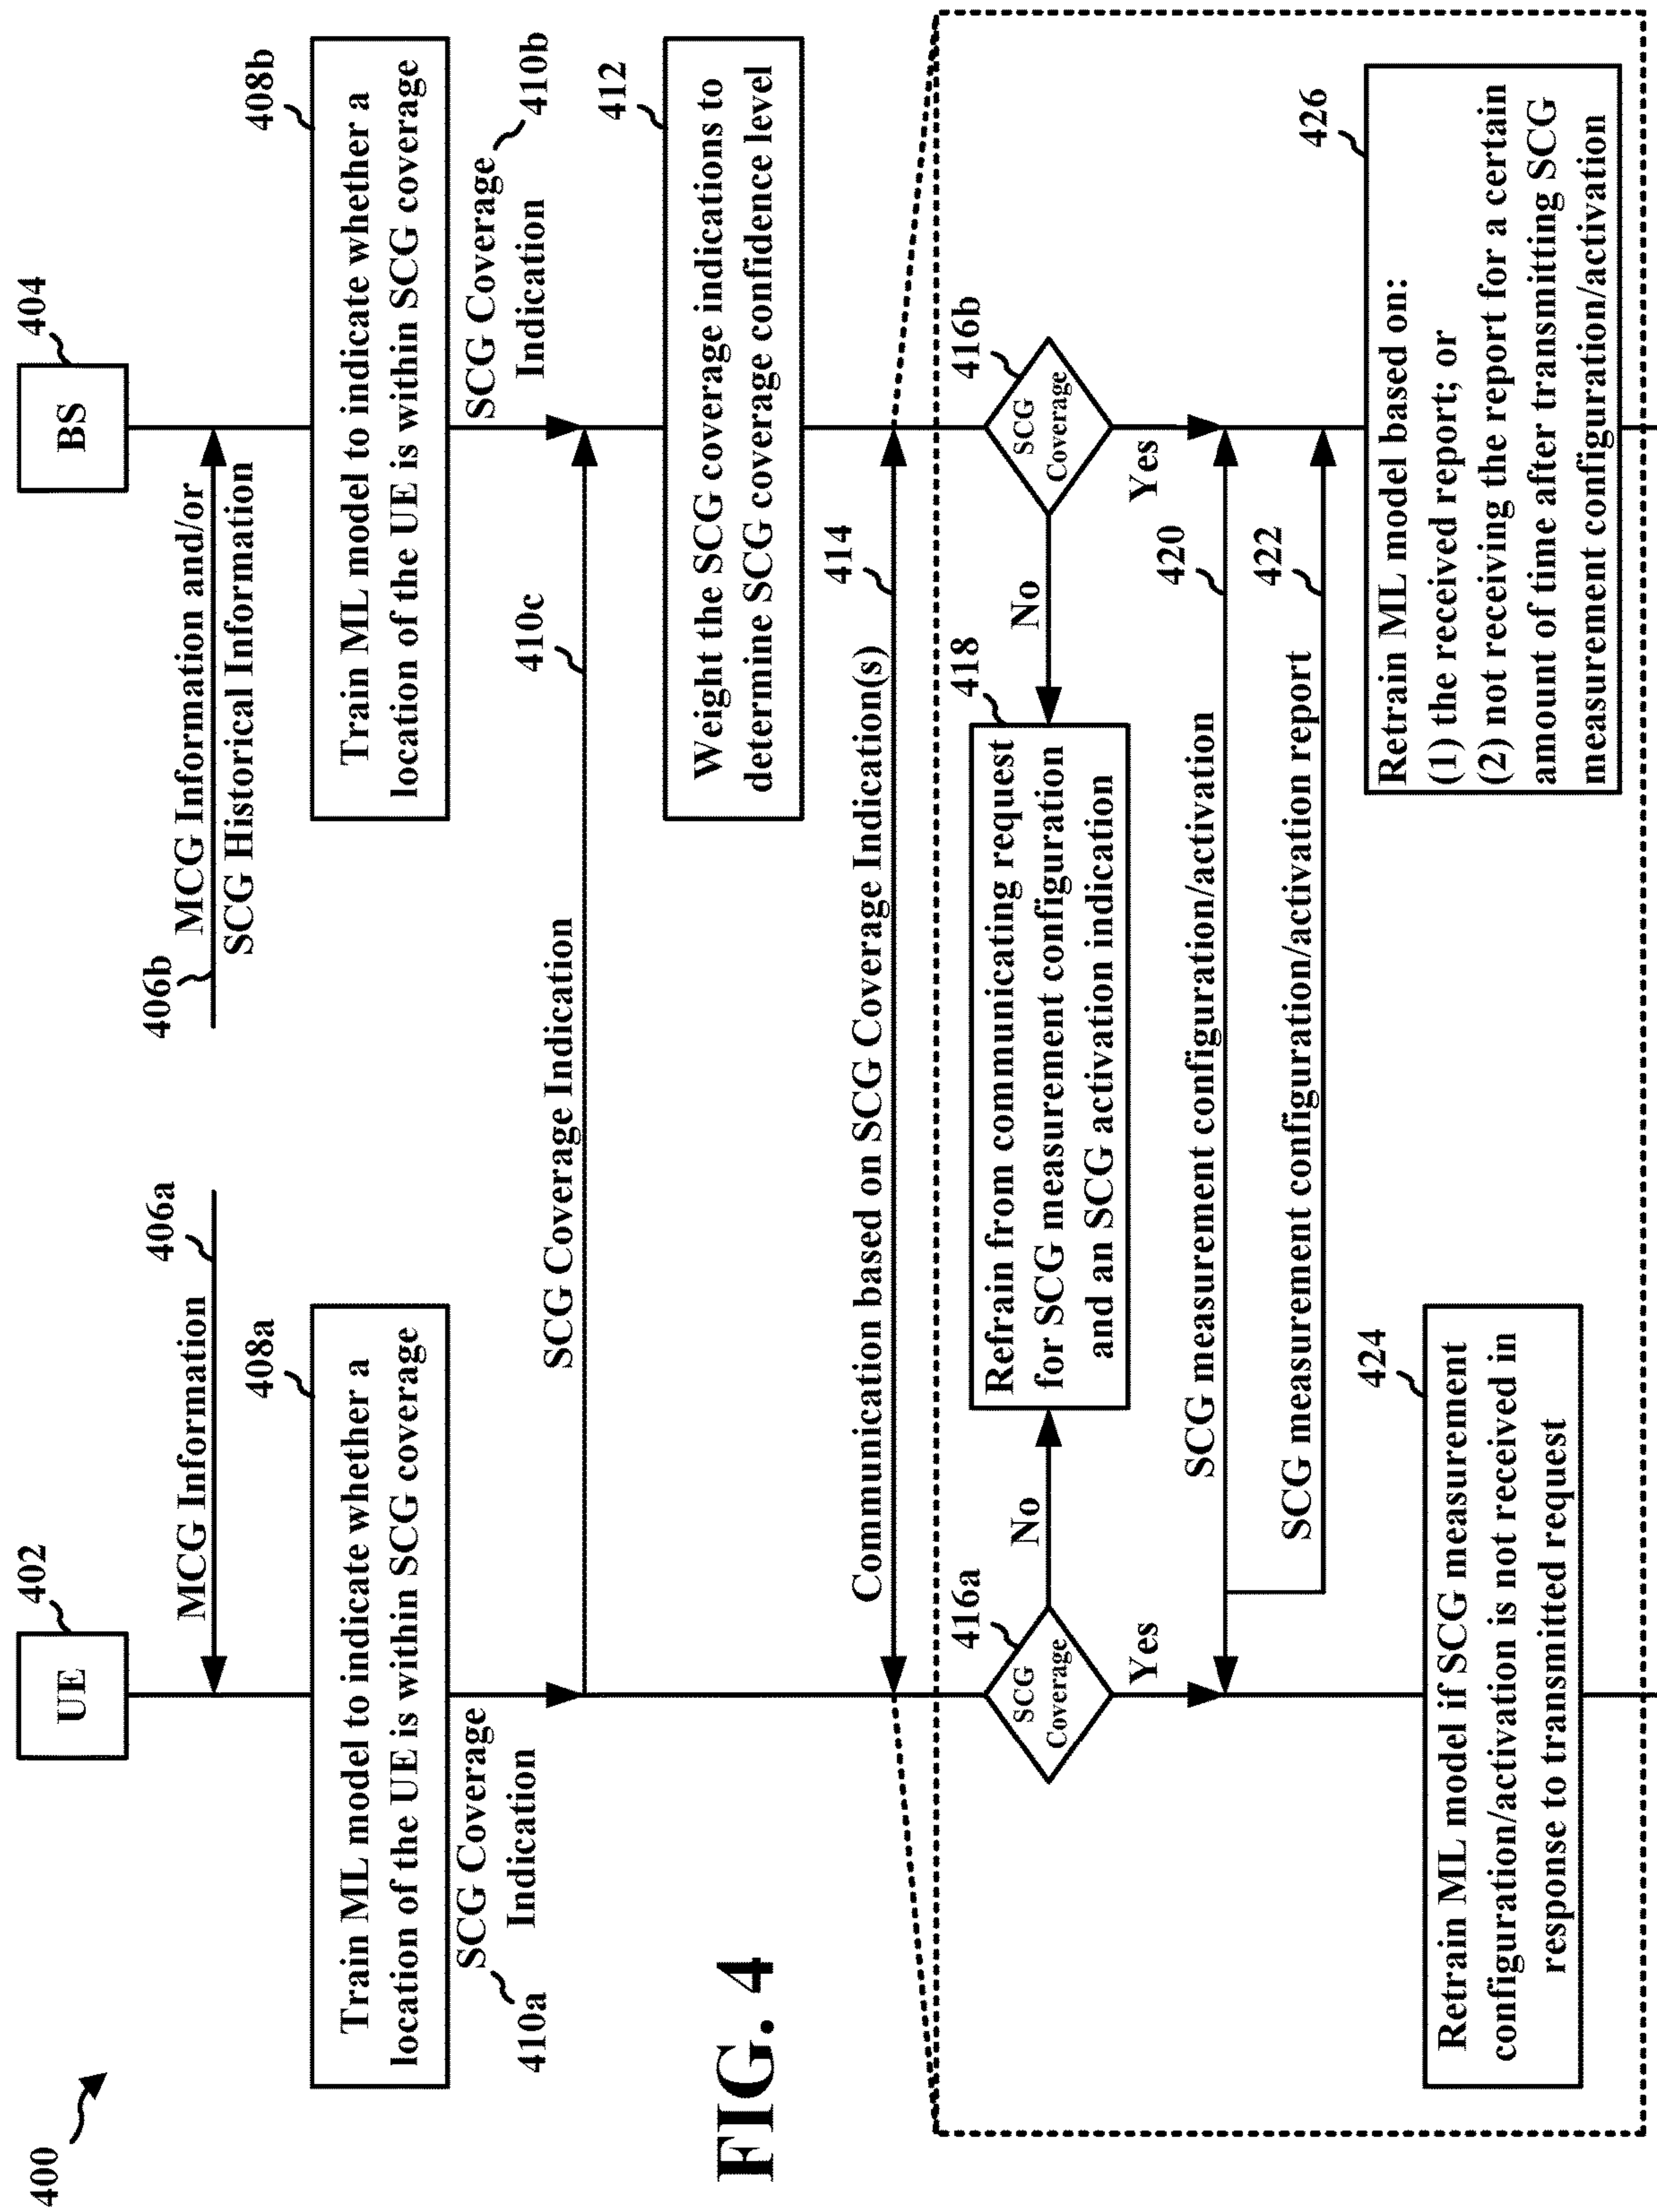 400
402
UE
404
BS
MCG Information
406a
406b
MCG Information and/or
SCG Historical Information
408a
Train ML model to indicate whether a
location of the UE is within SCG coverage
408b
Train ML model to indicate whether a
location of the UE is within SCG coverage
410a
SCG Coverage
Indication
SCG Coverage Indication
410c
SCG Coverage
Indication
410b
412
Weight the SCG coverage indications to
determine SCG coverage confidence level
Communication based on SCG Coverage Indication(s)
414
416a
SCG
Coverage
No
Yes
418
Refrain from communicating request
for SCG measurement configuration
and an SCG activation indication
416b
SCG
Coverage
No
Yes
SCG measurement configuration/activation
420
SCG measurement configuration/activation report
422
424
Retrain ML model if SCG measurement
configuration/activation is not received in
response to transmitted request
426
Retrain ML model based on:
(1) the received report; or
(2) not receiving the report for a certain
amount of time after transmitting SCG
measurement configuration/activation
FIG. 4